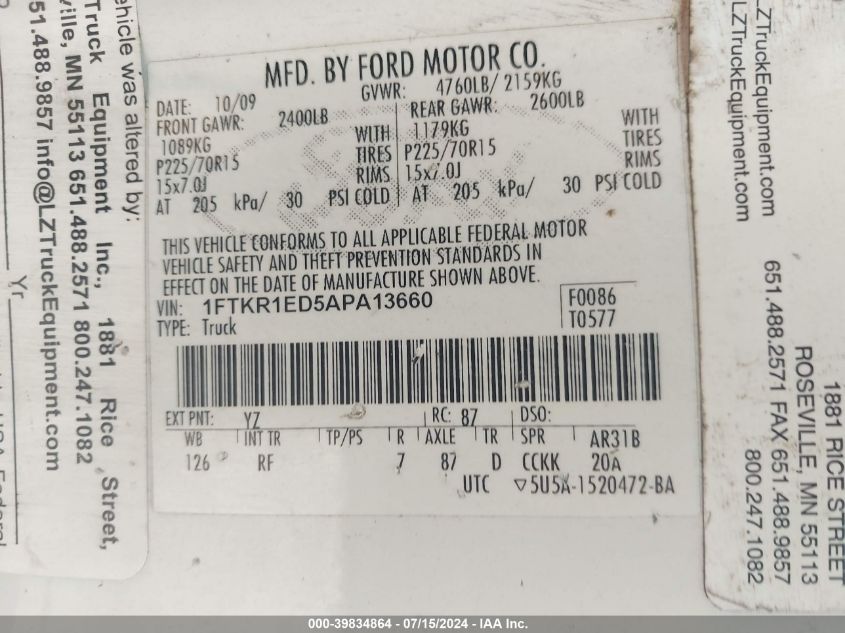 MFD. BY FORD MOTOR CO.
DATE: 10/09 GVWR: 4760LB/ 2159KG
FRONT GAWR: 2400LB REAR GAWR: 2600LB
1089KG WITH 1179KG WITH
P225/70R15 TIRES P225/70R15 TIRES
15x7.0J RIMS 15x7.0J RIMS
AT 205 kPa/ 30 PSI COLD AT 205 kPa/ 30 PSI COLD
THIS VEHICLE CONFORMS TO ALL APPLICABLE FEDERAL MOTOR
VEHICLE SAFETY AND THEFT PREVENTION STANDARDS IN
EFFECT ON THE DATE OF MANUFACTURE SHOWN ABOVE.
VIN: 1FTKR1ED5APA13660 F0086
TYPE: Truck T0577
EXT PNT: YZ RC: 87 DSO:
WB INT TR TP/PS R AXLE TR SPR AR31B
126 RF 7 87 D CCKK 20A
UTC ▽5U5A-1520472-BA
ehicle was altered by:
Truck Equipment Inc., 1881 Rice Street,
ville, MN 55113 651.488.2571 800.247.1082
51.488.9857 info@LZTruckEquipment.com
Yr
LZTruckEquipment.com
LZTruckEquipment.com
1881 RICE STREET
ROSEVILLE, MN 55113
651.488.2571 FAX 651.488.9857
800.247.1082
000-39834864 - 07/15/2024 - IAA Inc.